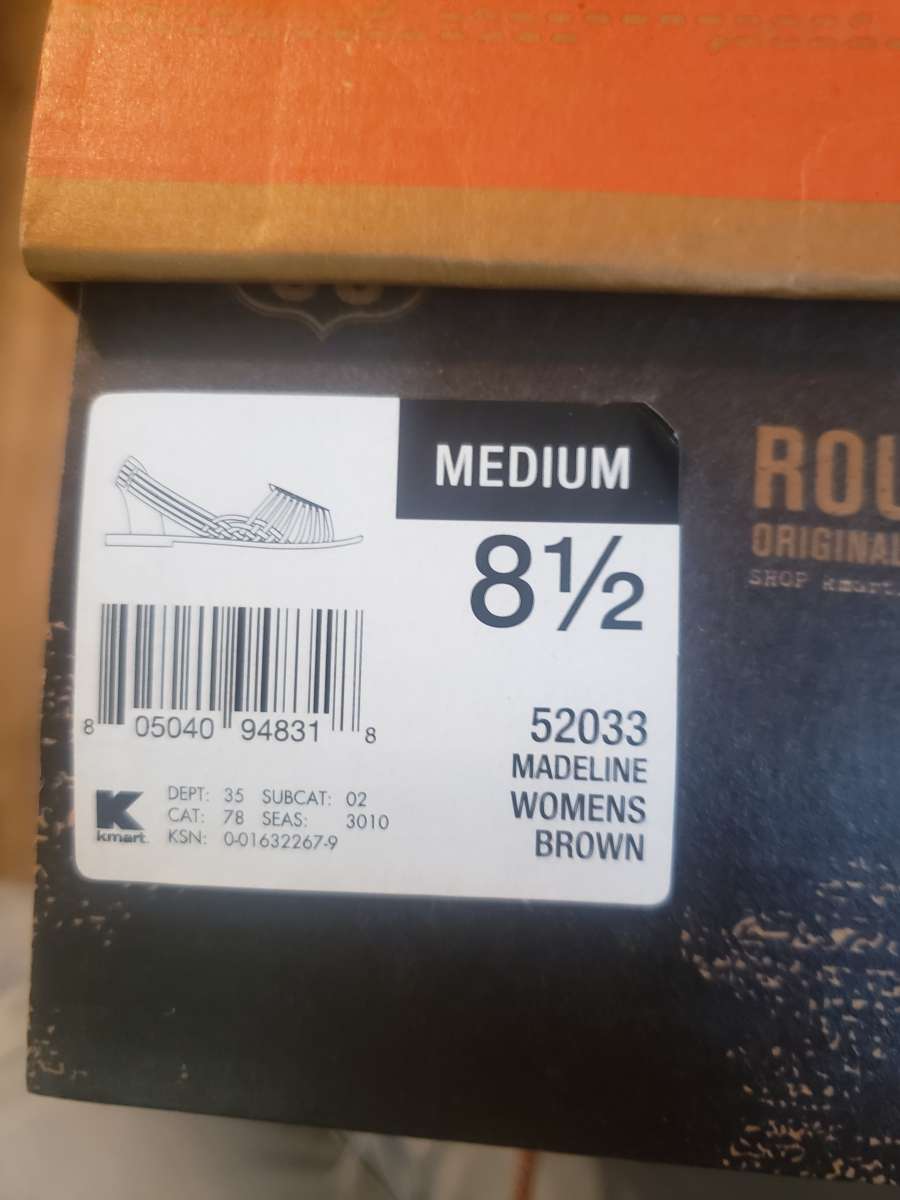 MEDIUM
8½
8 05040 94831 8
52033
MADELINE
WOMENS
BROWN
K
kmart.
DEPT: 35 SUBCAT: 02
CAT: 78 SEAS: 3010
KSN: 0-01632267-9
ROU
ORIGINAL
SHOP kmart.